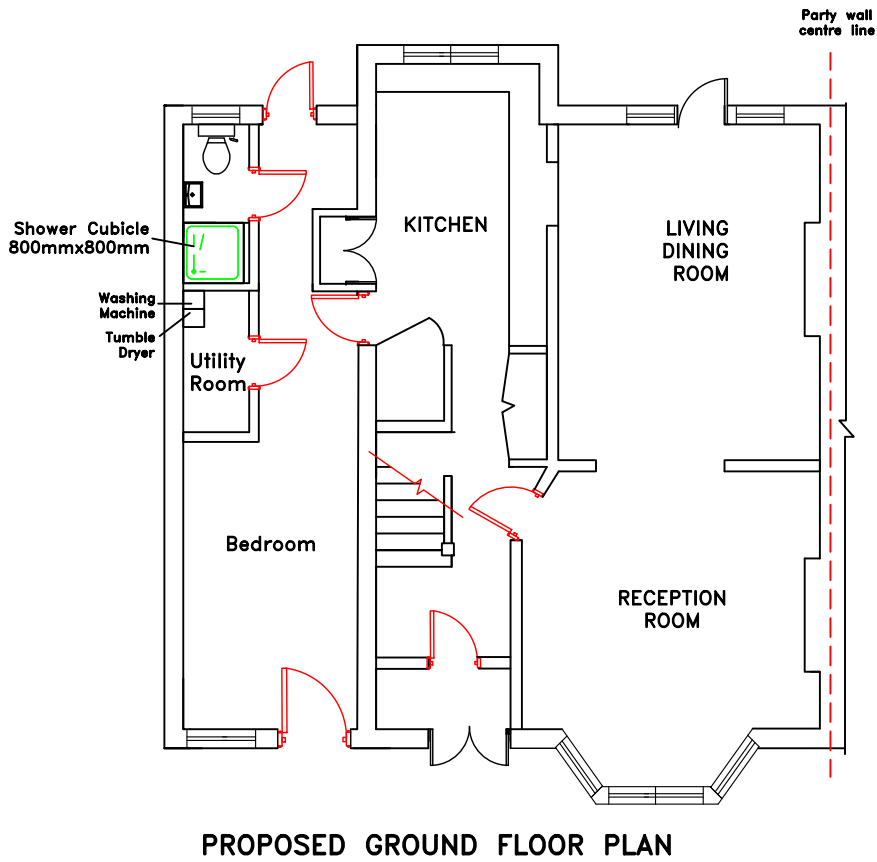 Party wall
centre line
KITCHEN
LIVING
DINING
ROOM
Shower Cubicle
800mmx800mm
Washing
Machine
Tumble
Dryer
Utility
Room
Bedroom
RECEPTION
ROOM
PROPOSED GROUND FLOOR PLAN